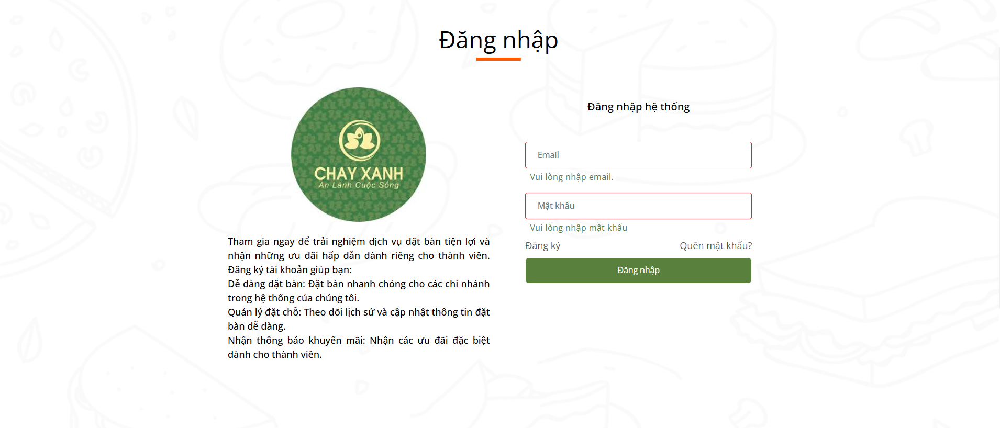 Đăng nhập
CHAY XANH
An Lành Cuộc Sống
Tham gia ngay để trải nghiệm dịch vụ đặt bàn tiện lợi và
nhận những ưu đãi hấp dẫn dành riêng cho thành viên.
Đăng ký tài khoản giúp bạn:
Dễ dàng đặt bàn: Đặt bàn nhanh chóng cho các chi nhánh
trong hệ thống của chúng tôi.
Quản lý đặt chỗ: Theo dõi lịch sử và cập nhật thông tin đặt
bàn dễ dàng.
Nhận thông báo khuyến mãi: Nhận các ưu đãi đặc biệt
dành cho thành viên.
Đăng nhập hệ thống
Email
Vui lòng nhập email.
Mật khẩu
Vui lòng nhập mật khẩu
Đăng ký Quên mật khẩu?
Đăng nhập